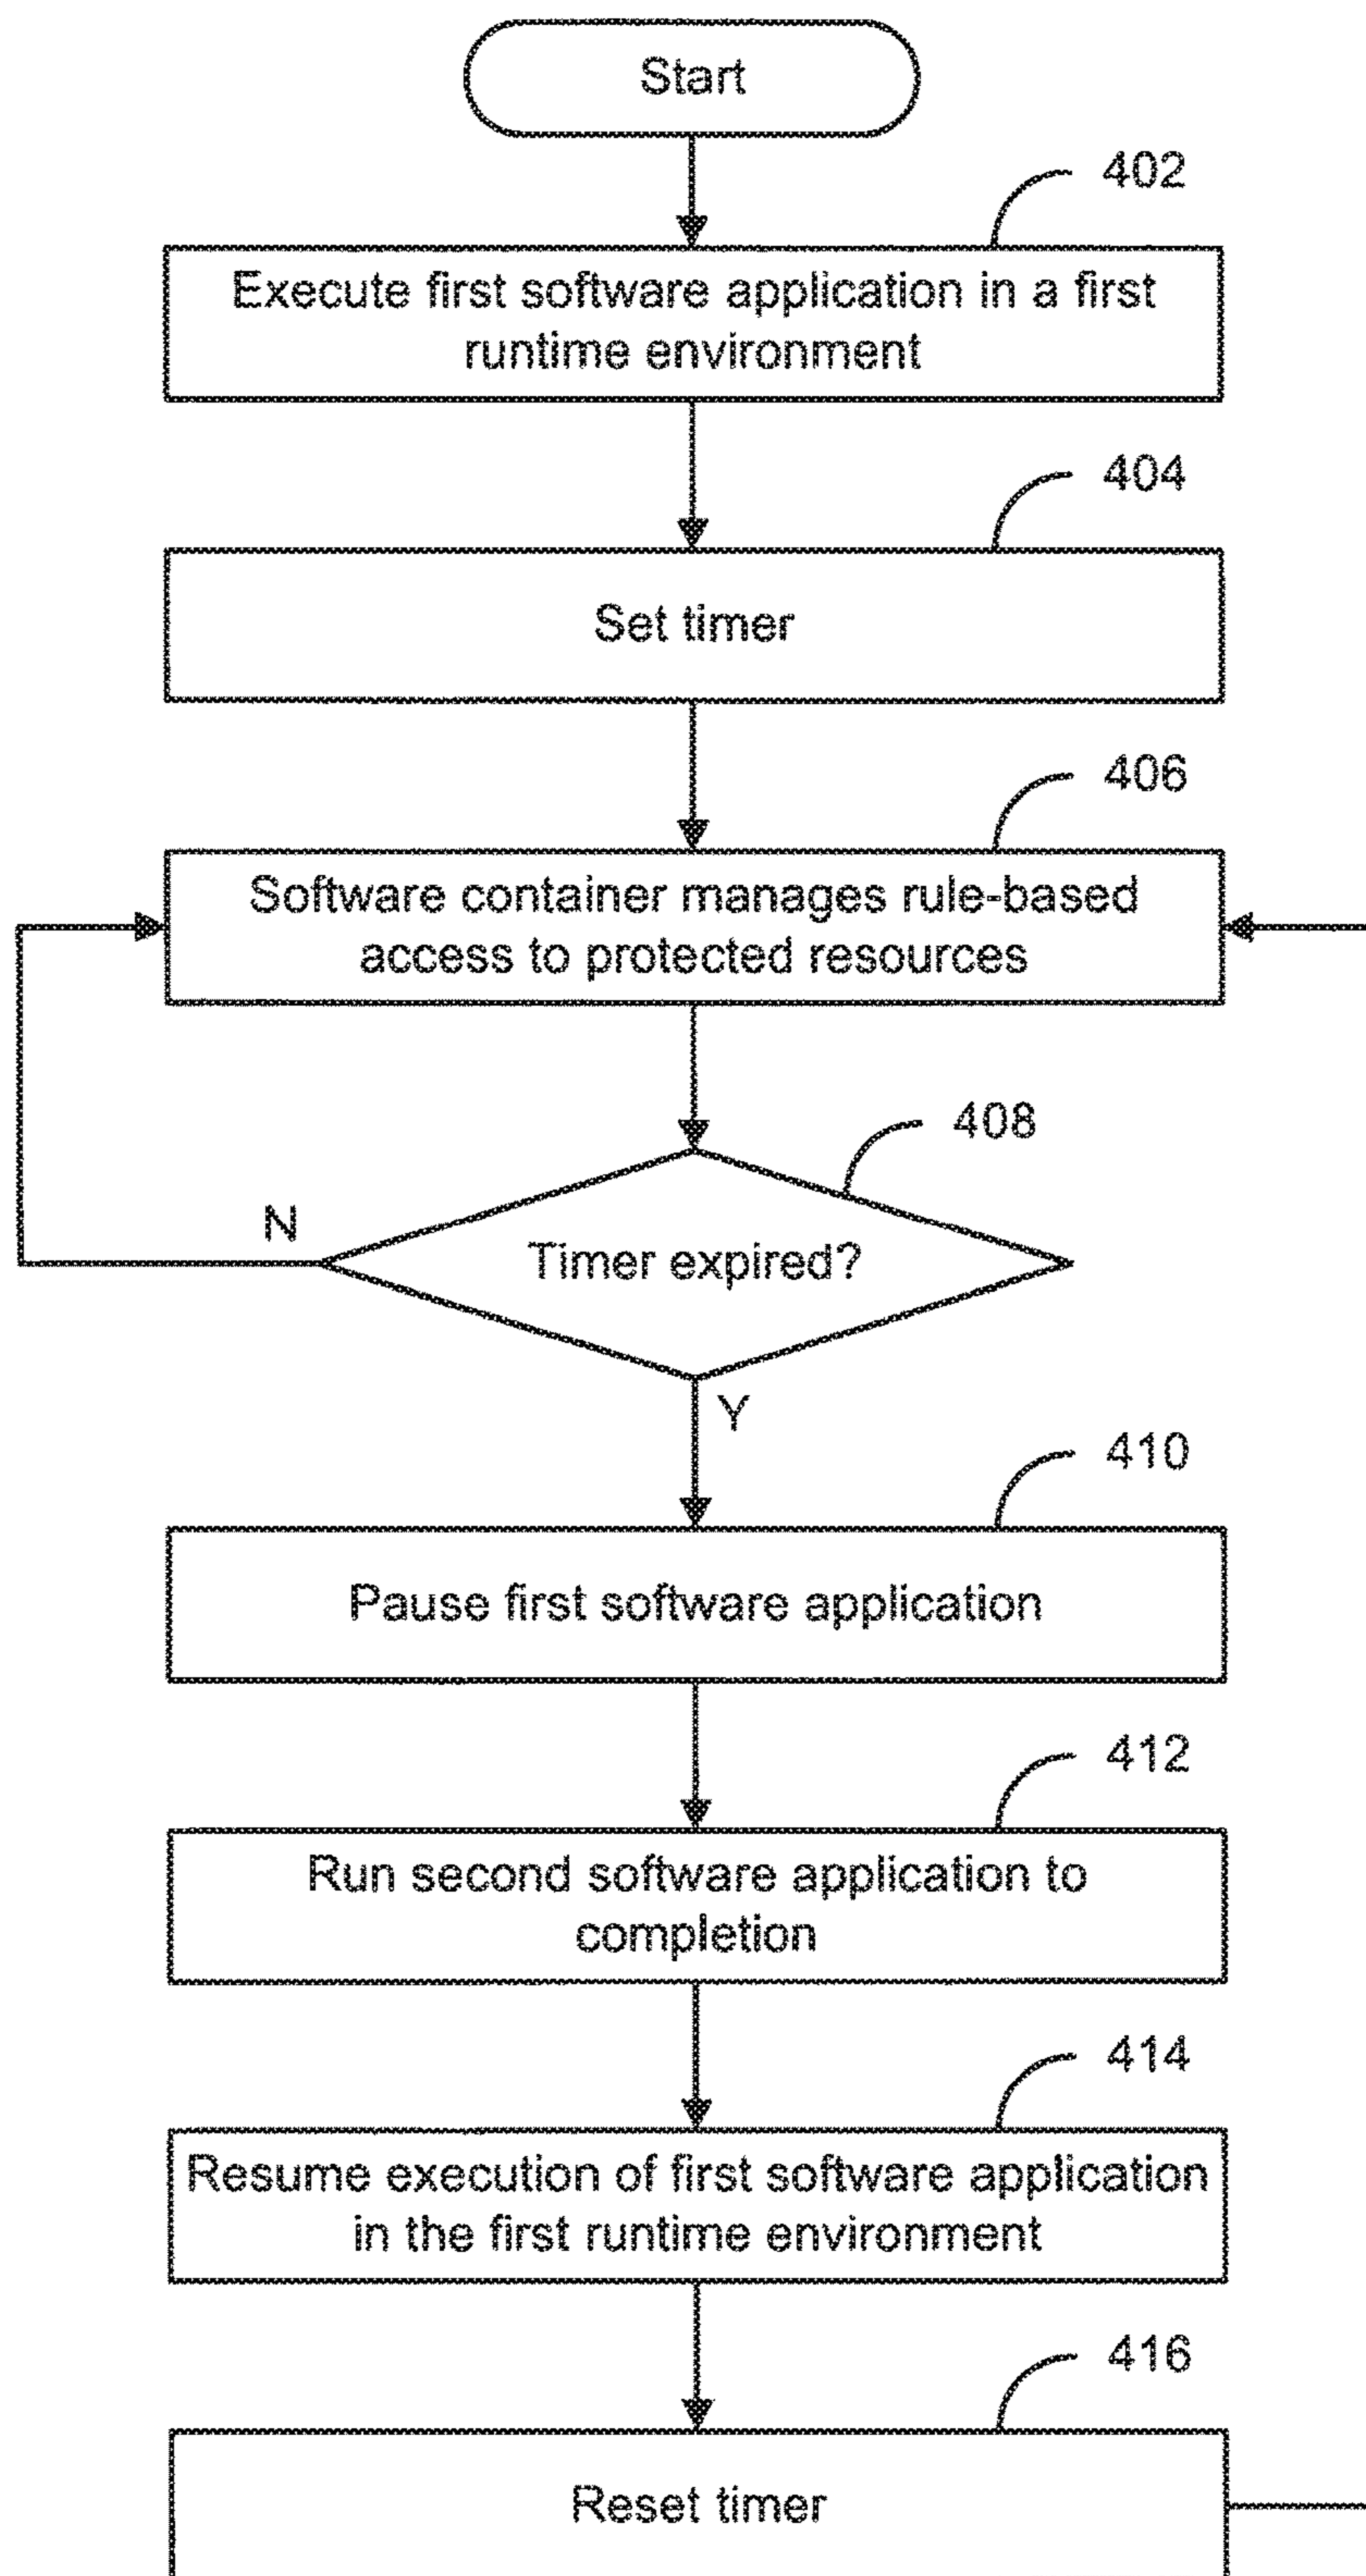 Start
402
Execute first software application in a first
runtime environment
404
Set timer
406
Software container manages rule-based
access to protected resources
408
N
Timer expired?
Y
410
Pause first software application
412
Run second software application to
completion
414
Resume execution of first software application
in the first runtime environment
416
Reset timer